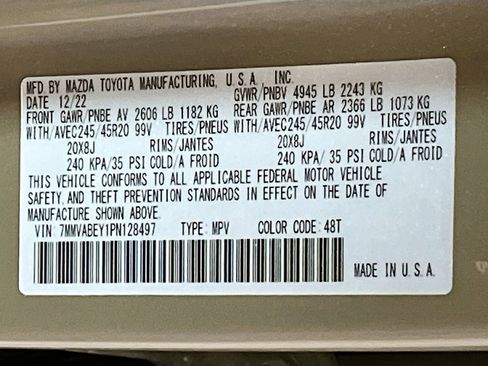 MFD BY MAZDA TOYOTA MANUFACTURING, U.S.A., INC.
DATE 12/22 GVWR/PNBV 4945 LB 2243 KG
FRONT GAWR/PNBE AV 2606 LB 1182 KG REAR GAWR/PNBE AR 2366 LB 1073 KG
WITH/AVEC245/45R20 99V TIRES/PNEUS WITH/AVEC245/45R20 99V TIRES/PNEUS
20X8J RIMS/JANTES 20X8J RIMS/JANTES
240 KPA/35 PSI COLD/A FROID 240 KPA/35 PSI COLD/A FROID
THIS VEHICLE CONFORMS TO ALL APPLICABLE FEDERAL MOTOR VEHICLE
SAFETY, AND THEFT PREVENTION STANDARDS IN EFFECT ON THE DATE OF
MANUFACTURE SHOWN ABOVE.
VIN: 7MMVABEY1PN128497 TYPE: MPV COLOR CODE: 48T
MADE IN U.S.A.